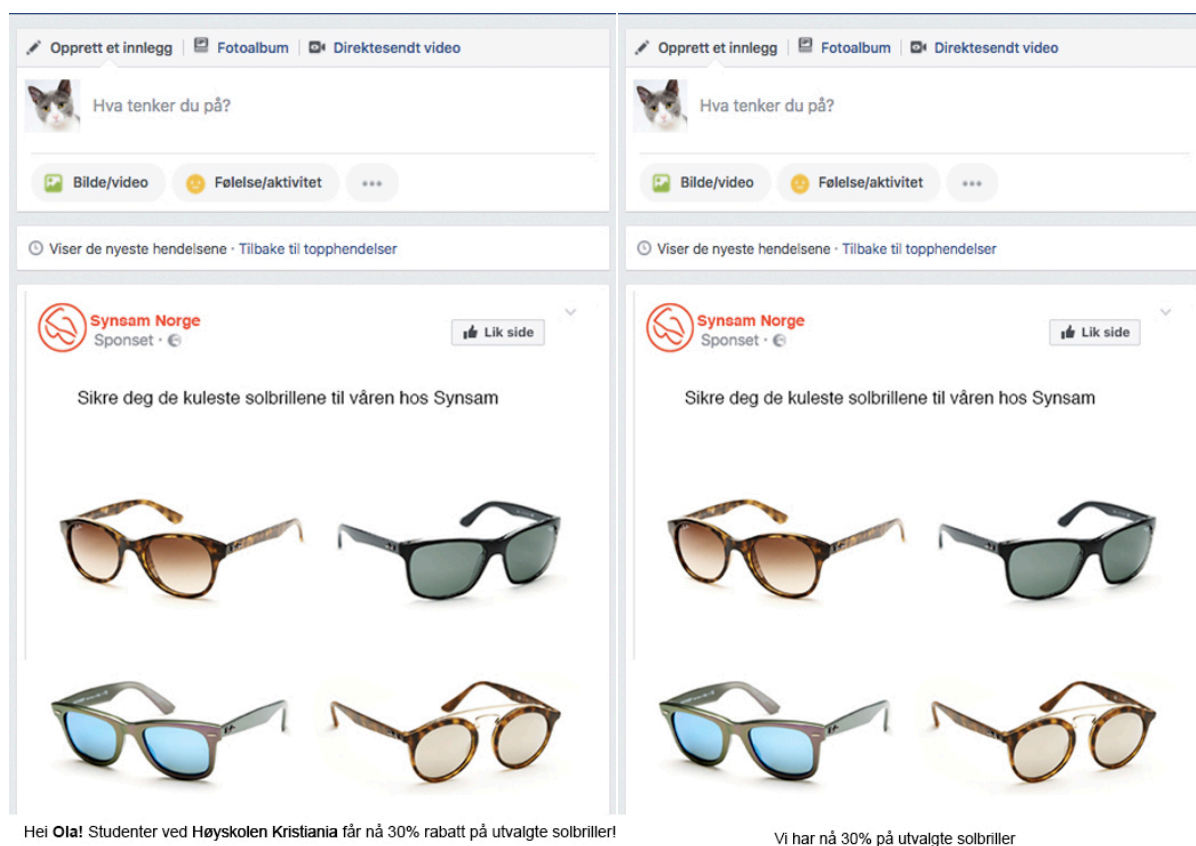 Opprett et innlegg Fotoalbum Direktesendt video
Hva tenker du på?
Bilde/video Følelse/aktivitet
Viser de nyeste hendelsene · Tilbake til topphendelser
Synsam Norge
Sponset ·
Lik side
Sikre deg de kuleste solbrillene til våren hos Synsam
Hei Ola! Studenter ved Høyskolen Kristiania får nå 30% rabatt på utvalgte solbriller!
Opprett et innlegg Fotoalbum Direktesendt video
Hva tenker du på?
Bilde/video Følelse/aktivitet
Viser de nyeste hendelsene · Tilbake til topphendelser
Synsam Norge
Sponset ·
Lik side
Sikre deg de kuleste solbrillene til våren hos Synsam
Vi har nå 30% på utvalgte solbriller